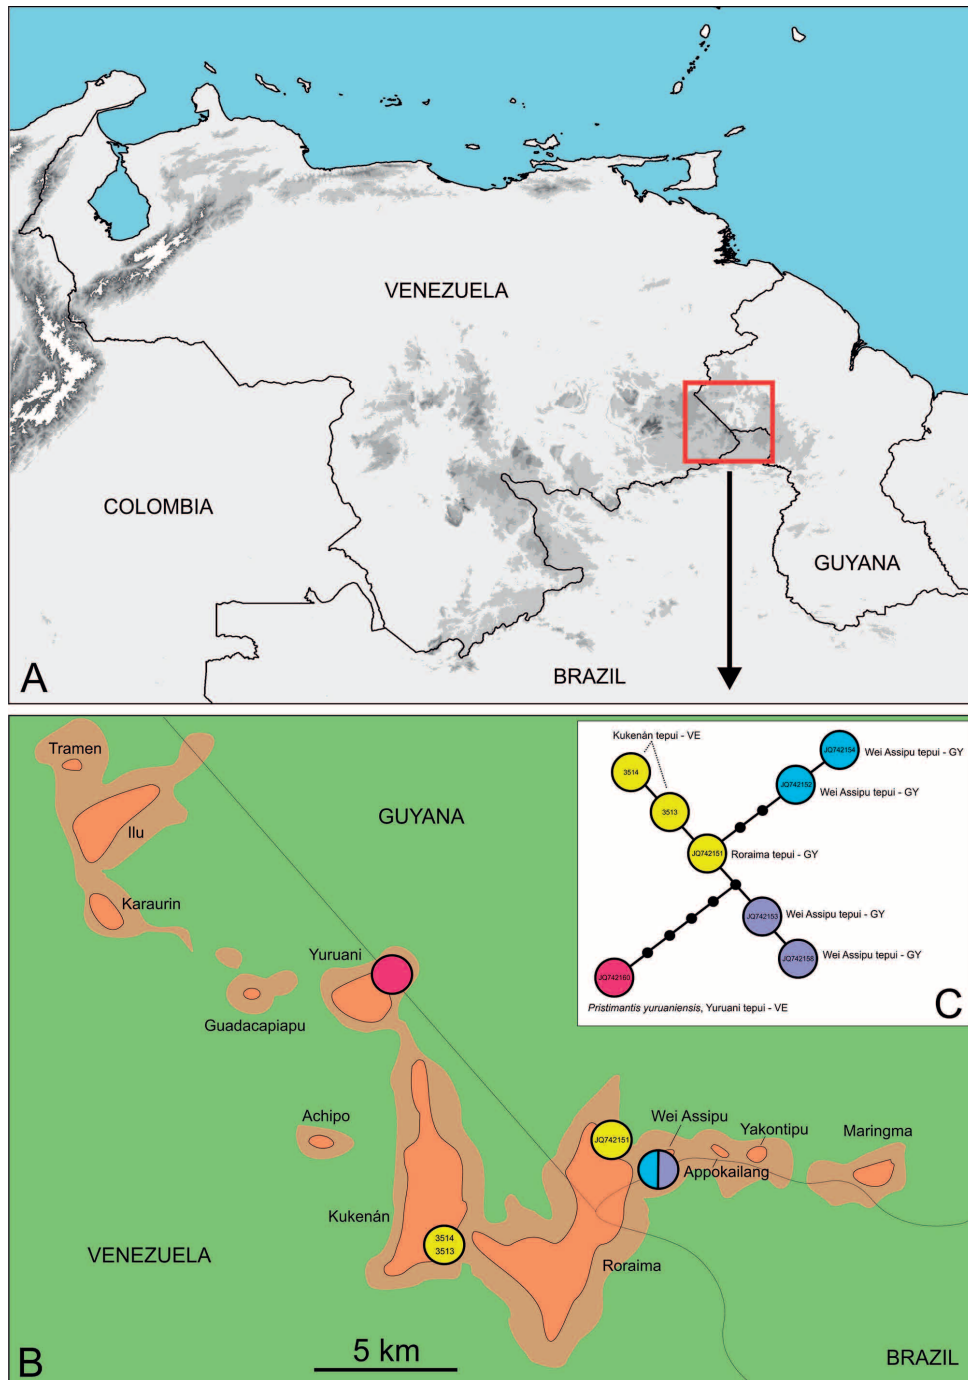 VENEZUELA
COLOMBIA
GUYANA
BRAZIL
A
Tramen
Ilu
Karaurin
Guadacapiapu
Yuruani
GUYANA
Achipo
Kukenán
3514
3513
VENEZUELA
JQ742151
Wei Assipu
Yakontipu
Appokailang
Maringma
Roraima
5 km
BRAZIL
B
Kukenán tepui - VE
3514
3513
JQ742154
Wei Assipu tepui - GY
JQ742152
Wei Assipu tepui - GY
JQ742151
Roraima tepui - GY
JQ742153
Wei Assipu tepui - GY
JQ742158
Wei Assipu tepui - GY
JQ742165
Pristimantis yuruaniensis, Yuruani tepui - VE
C